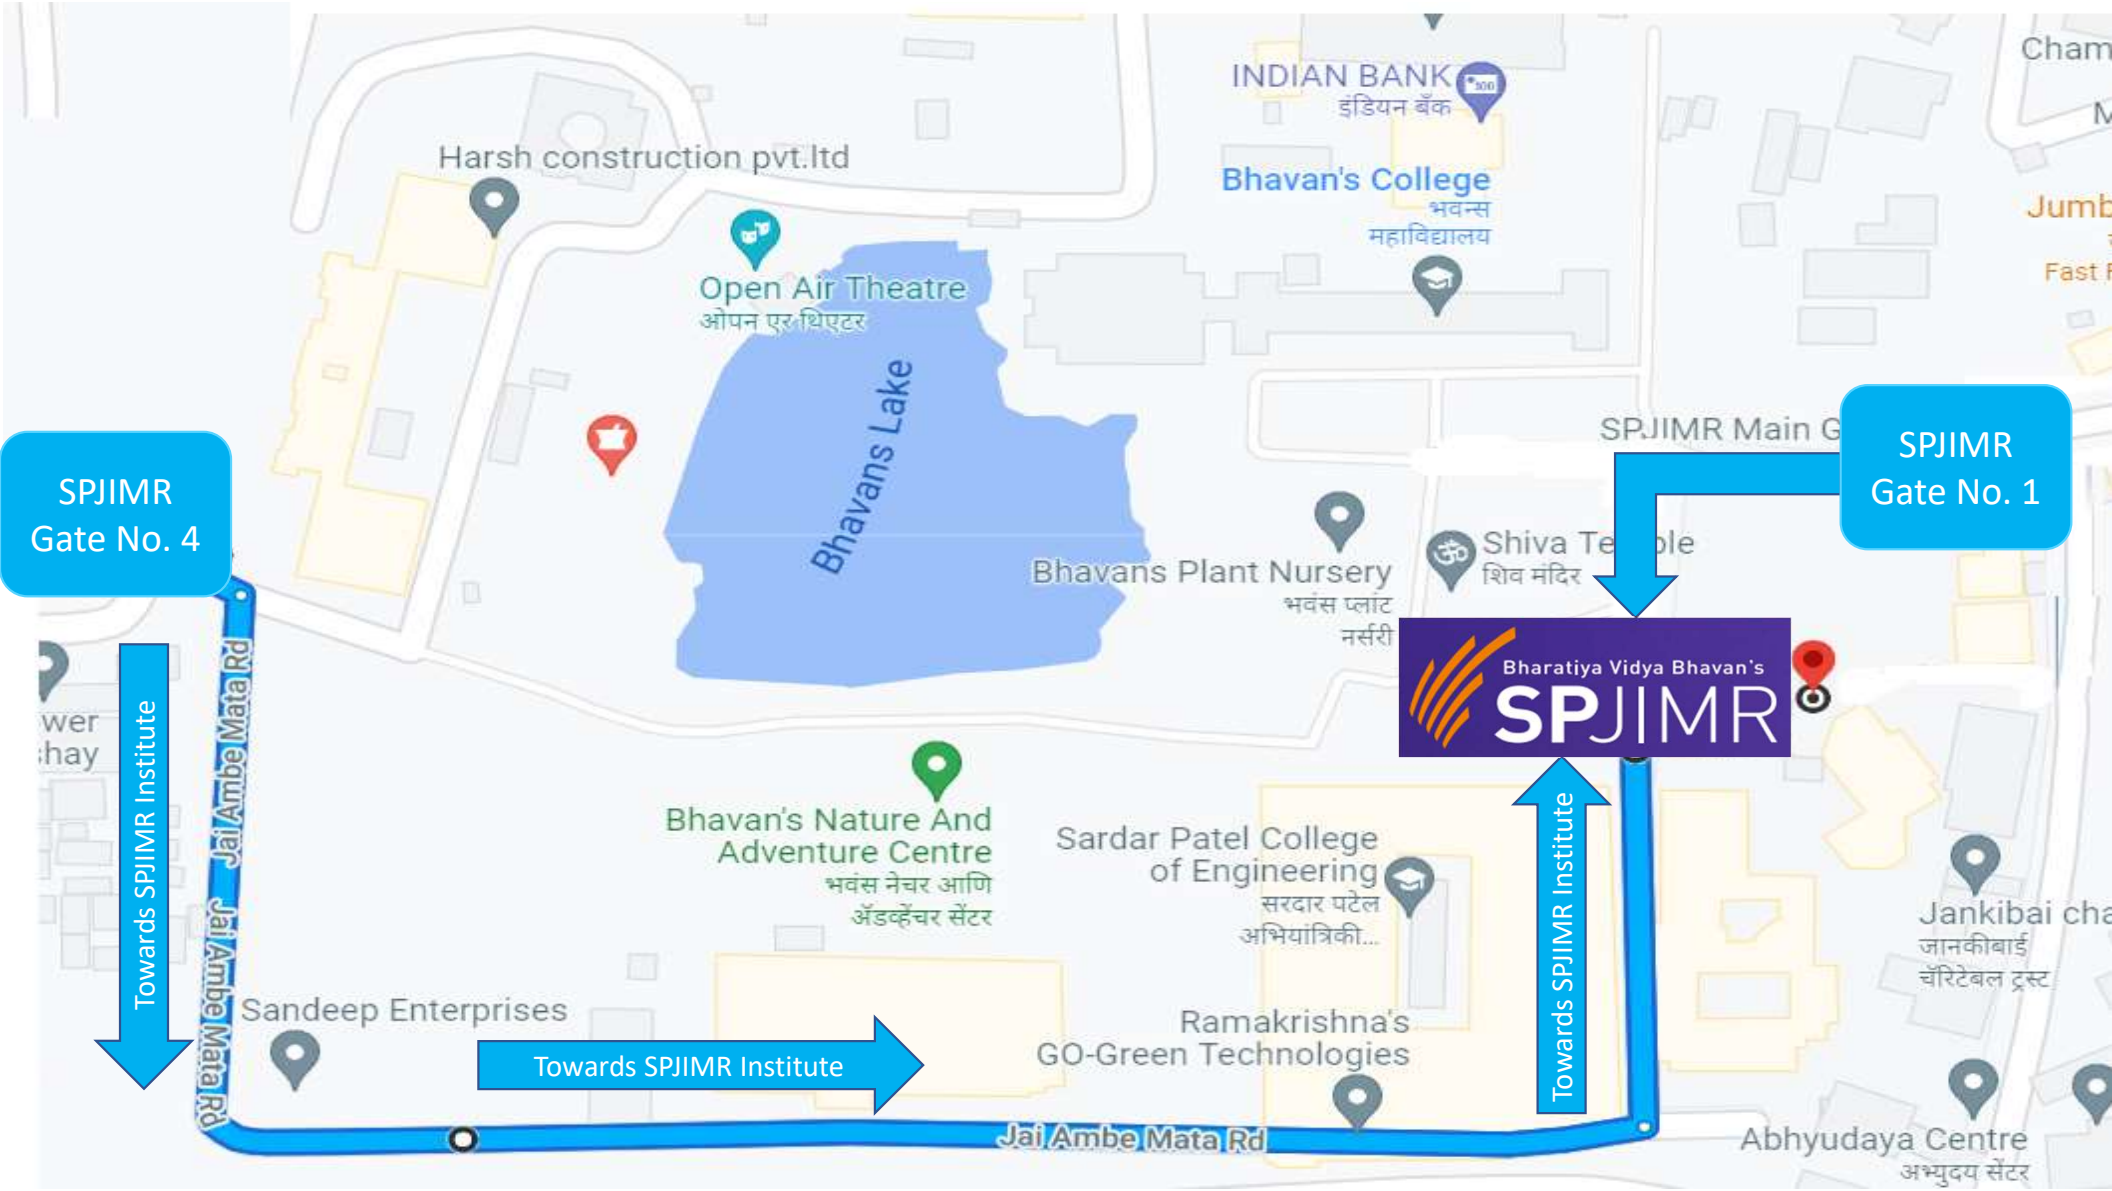 Cham
M
INDIAN BANK
इंडियन बँक
Harsh construction pvt.ltd
Bhavan's College
भवन्स
महाविद्यालय
Jumb
Fast F
Open Air Theatre
ओपन एर थिएटर
Bhavans Lake
SPJIMR Main G
SPJIMR
Gate No. 1
SPJIMR
Gate No. 4
Shiva Te ple
शिव मंदिर
Bhavans Plant Nursery
भवंस प्लांट
नर्सरी
Bharatiya Vidya Bhavan's
SPJIMR
wer
hay
Towards SPJIMR Institute
Jai Ambe Mata Rd
Jai Ambe Mata Rd
Bhavan's Nature And
Adventure Centre
भवंस नेचर आणि
ॲडव्हेंचर सेंटर
Sardar Patel College
of Engineering
सरदार पटेल
अभियांत्रिकी...
Towards SPJIMR Institute
Jankibai cha
जानकीबाई
चॅरिटेबल ट्रस्ट
Sandeep Enterprises
Ramakrishna's
GO-Green Technologies
Towards SPJIMR Institute
Jai Ambe Mata Rd
Abhyudaya Centre
अभ्युदय सेंटर